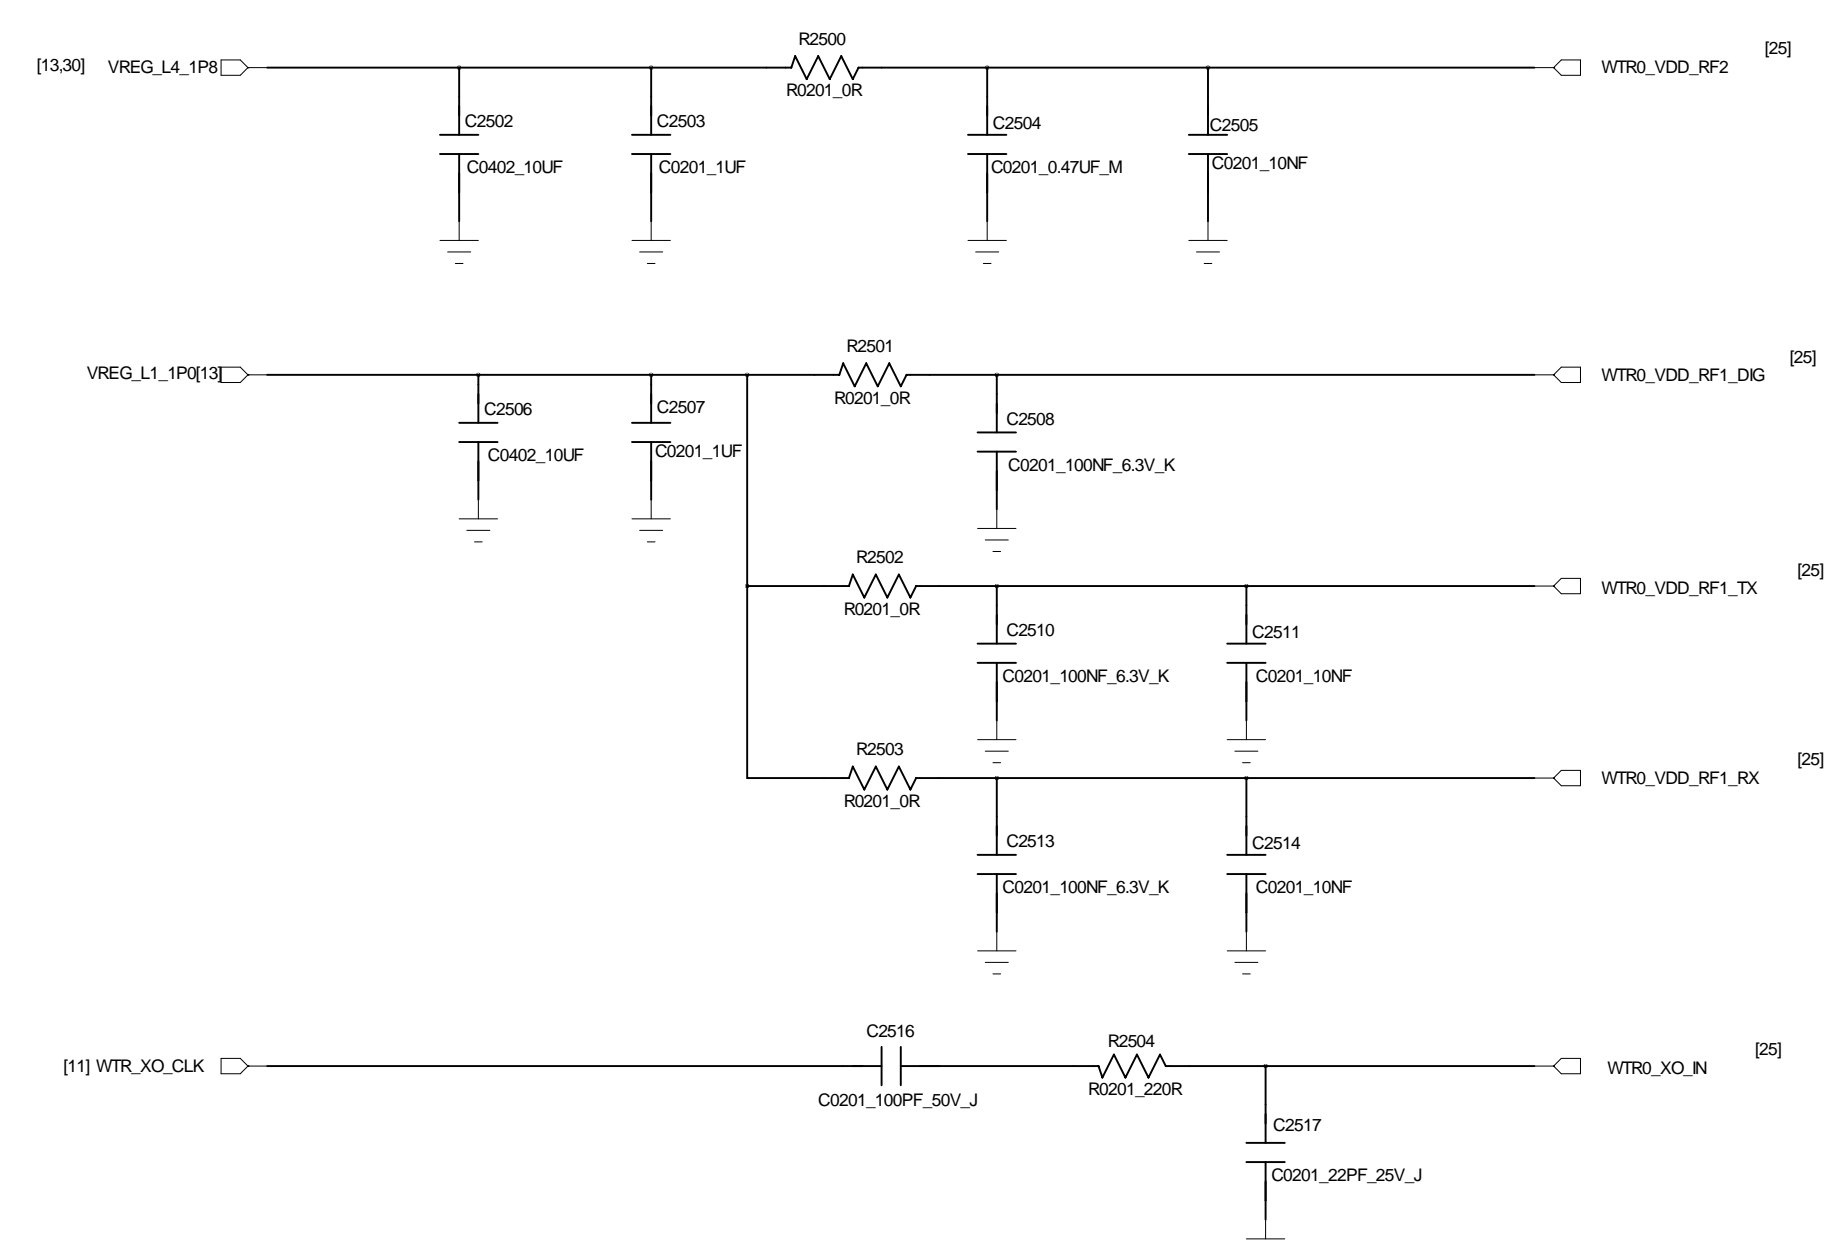 R2500
[25]
[13,30] VREG_L4_1P8
WTR0_VDD_RF2
R0201_0R
C2502
C2503
C2504
C2505
C0402_10UF
C0201_1UF
C0201_0.47UF_M
C0201_10NF
R2501
[25]
VREG_L1_1P0[13]
WTR0_VDD_RF1_DIG
R0201_0R
C2506
C2507
C2508
C0402_10UF
C0201_1UF
C0201_100NF_6.3V_K
R2502
[25]
WTR0_VDD_RF1_TX
R0201_0R
C2510
C2511
C0201_100NF_6.3V_K
C0201_10NF
R2503
[25]
WTR0_VDD_RF1_RX
R0201_0R
C2513
C2514
C0201_100NF_6.3V_K
C0201_10NF
C2516
R2504
[25]
[11] WTR_XO_CLK
WTR0_XO_IN
C0201_100PF_50V_J
R0201_220R
C2517
C0201_22PF_25V_J